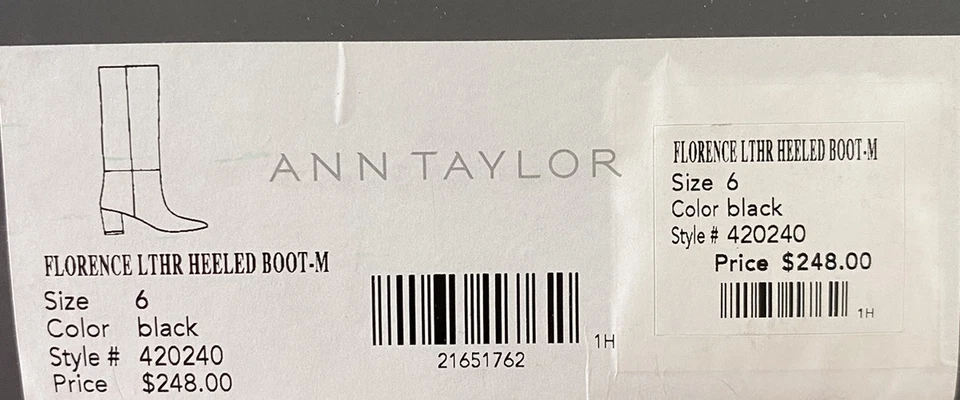 ANN TAYLOR
FLORENCE LTHR HEELED BOOT-M
Size 6
Color black
Style # 420240
Price $248.00
21651762
1H
FLORENCE LTHR HEELED BOOT-M
Size 6
Color black
Style # 420240
Price $248.00
1H